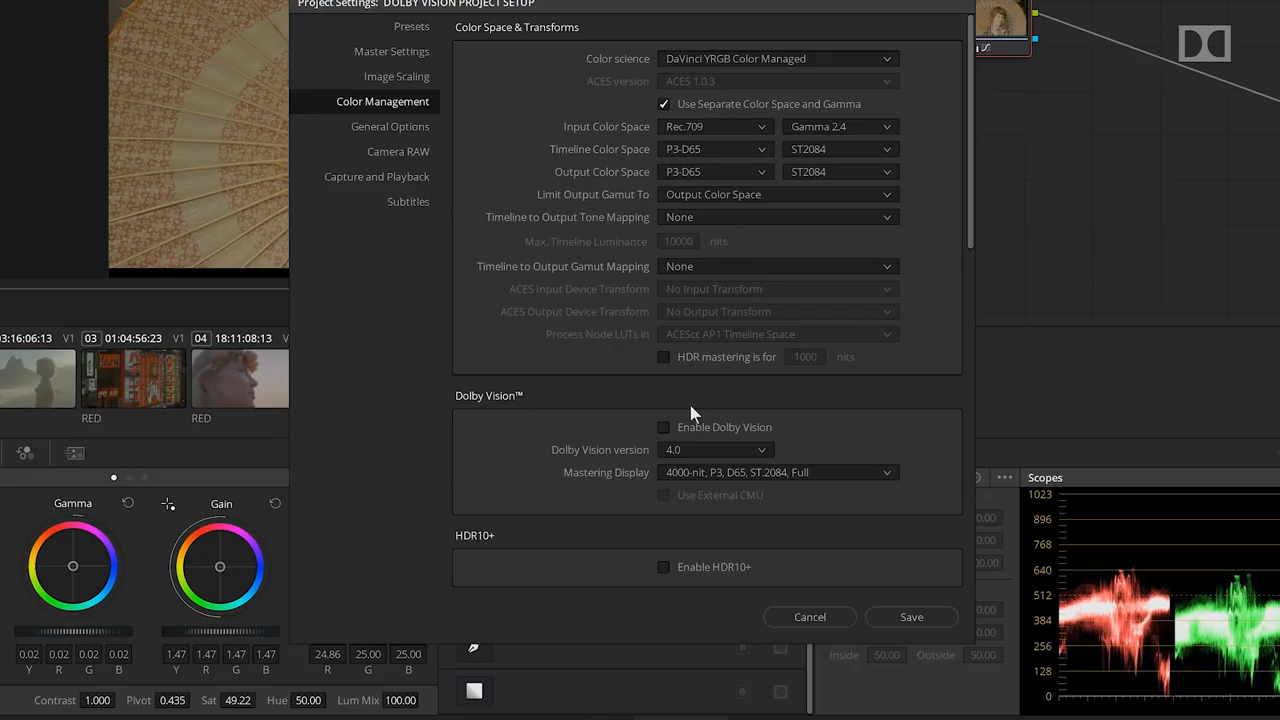 Project Settings: DOLBY VISION PROJECT SETUP
Presets
Master Settings
Image Scaling
Color Management
General Options
Camera RAW
Capture and Playback
Subtitles
Color Space & Transforms
Color science DaVinci YRGB Color Managed
ACES version ACES 1.0.3
Use Separate Color Space and Gamma
Input Color Space Rec.709 Gamma 2.4
Timeline Color Space P3-D65 ST2084
Output Color Space P3-D65 ST2084
Limit Output Gamut To Output Color Space
Timeline to Output Tone Mapping None
Max. Timeline Luminance 10000 nits
Timeline to Output Gamut Mapping None
ACES Input Device Transform No Input Transform
ACES Output Device Transform No Output Transform
Process Node LUTs in ACEScc AP1 Timeline Space
HDR mastering is for 1000 nits
Dolby Vision™
Enable Dolby Vision
Dolby Vision version 4.0
Mastering Display 4000-nit, P3, D65, ST.2084, Full
Use External CMU
HDR10+
Enable HDR10+
Cancel Save
03:16:06:13 V1 03 01:04:56:23 V1 04 18:11:08:13
RED RED
Gamma Gain
0.02 0.02 0.02 0.02 1.47 1.47 1.47 1.47 24.86 25.00 25.00
Y R G B Y R G B R G B
Contrast 1.000 Pivot 0.435 Sat 49.22 Hue 50.00 Lum Mix 100.00
Inside 50.00 Outside 50.00
Scopes
1023
896
768
640
512
384
256
128
0